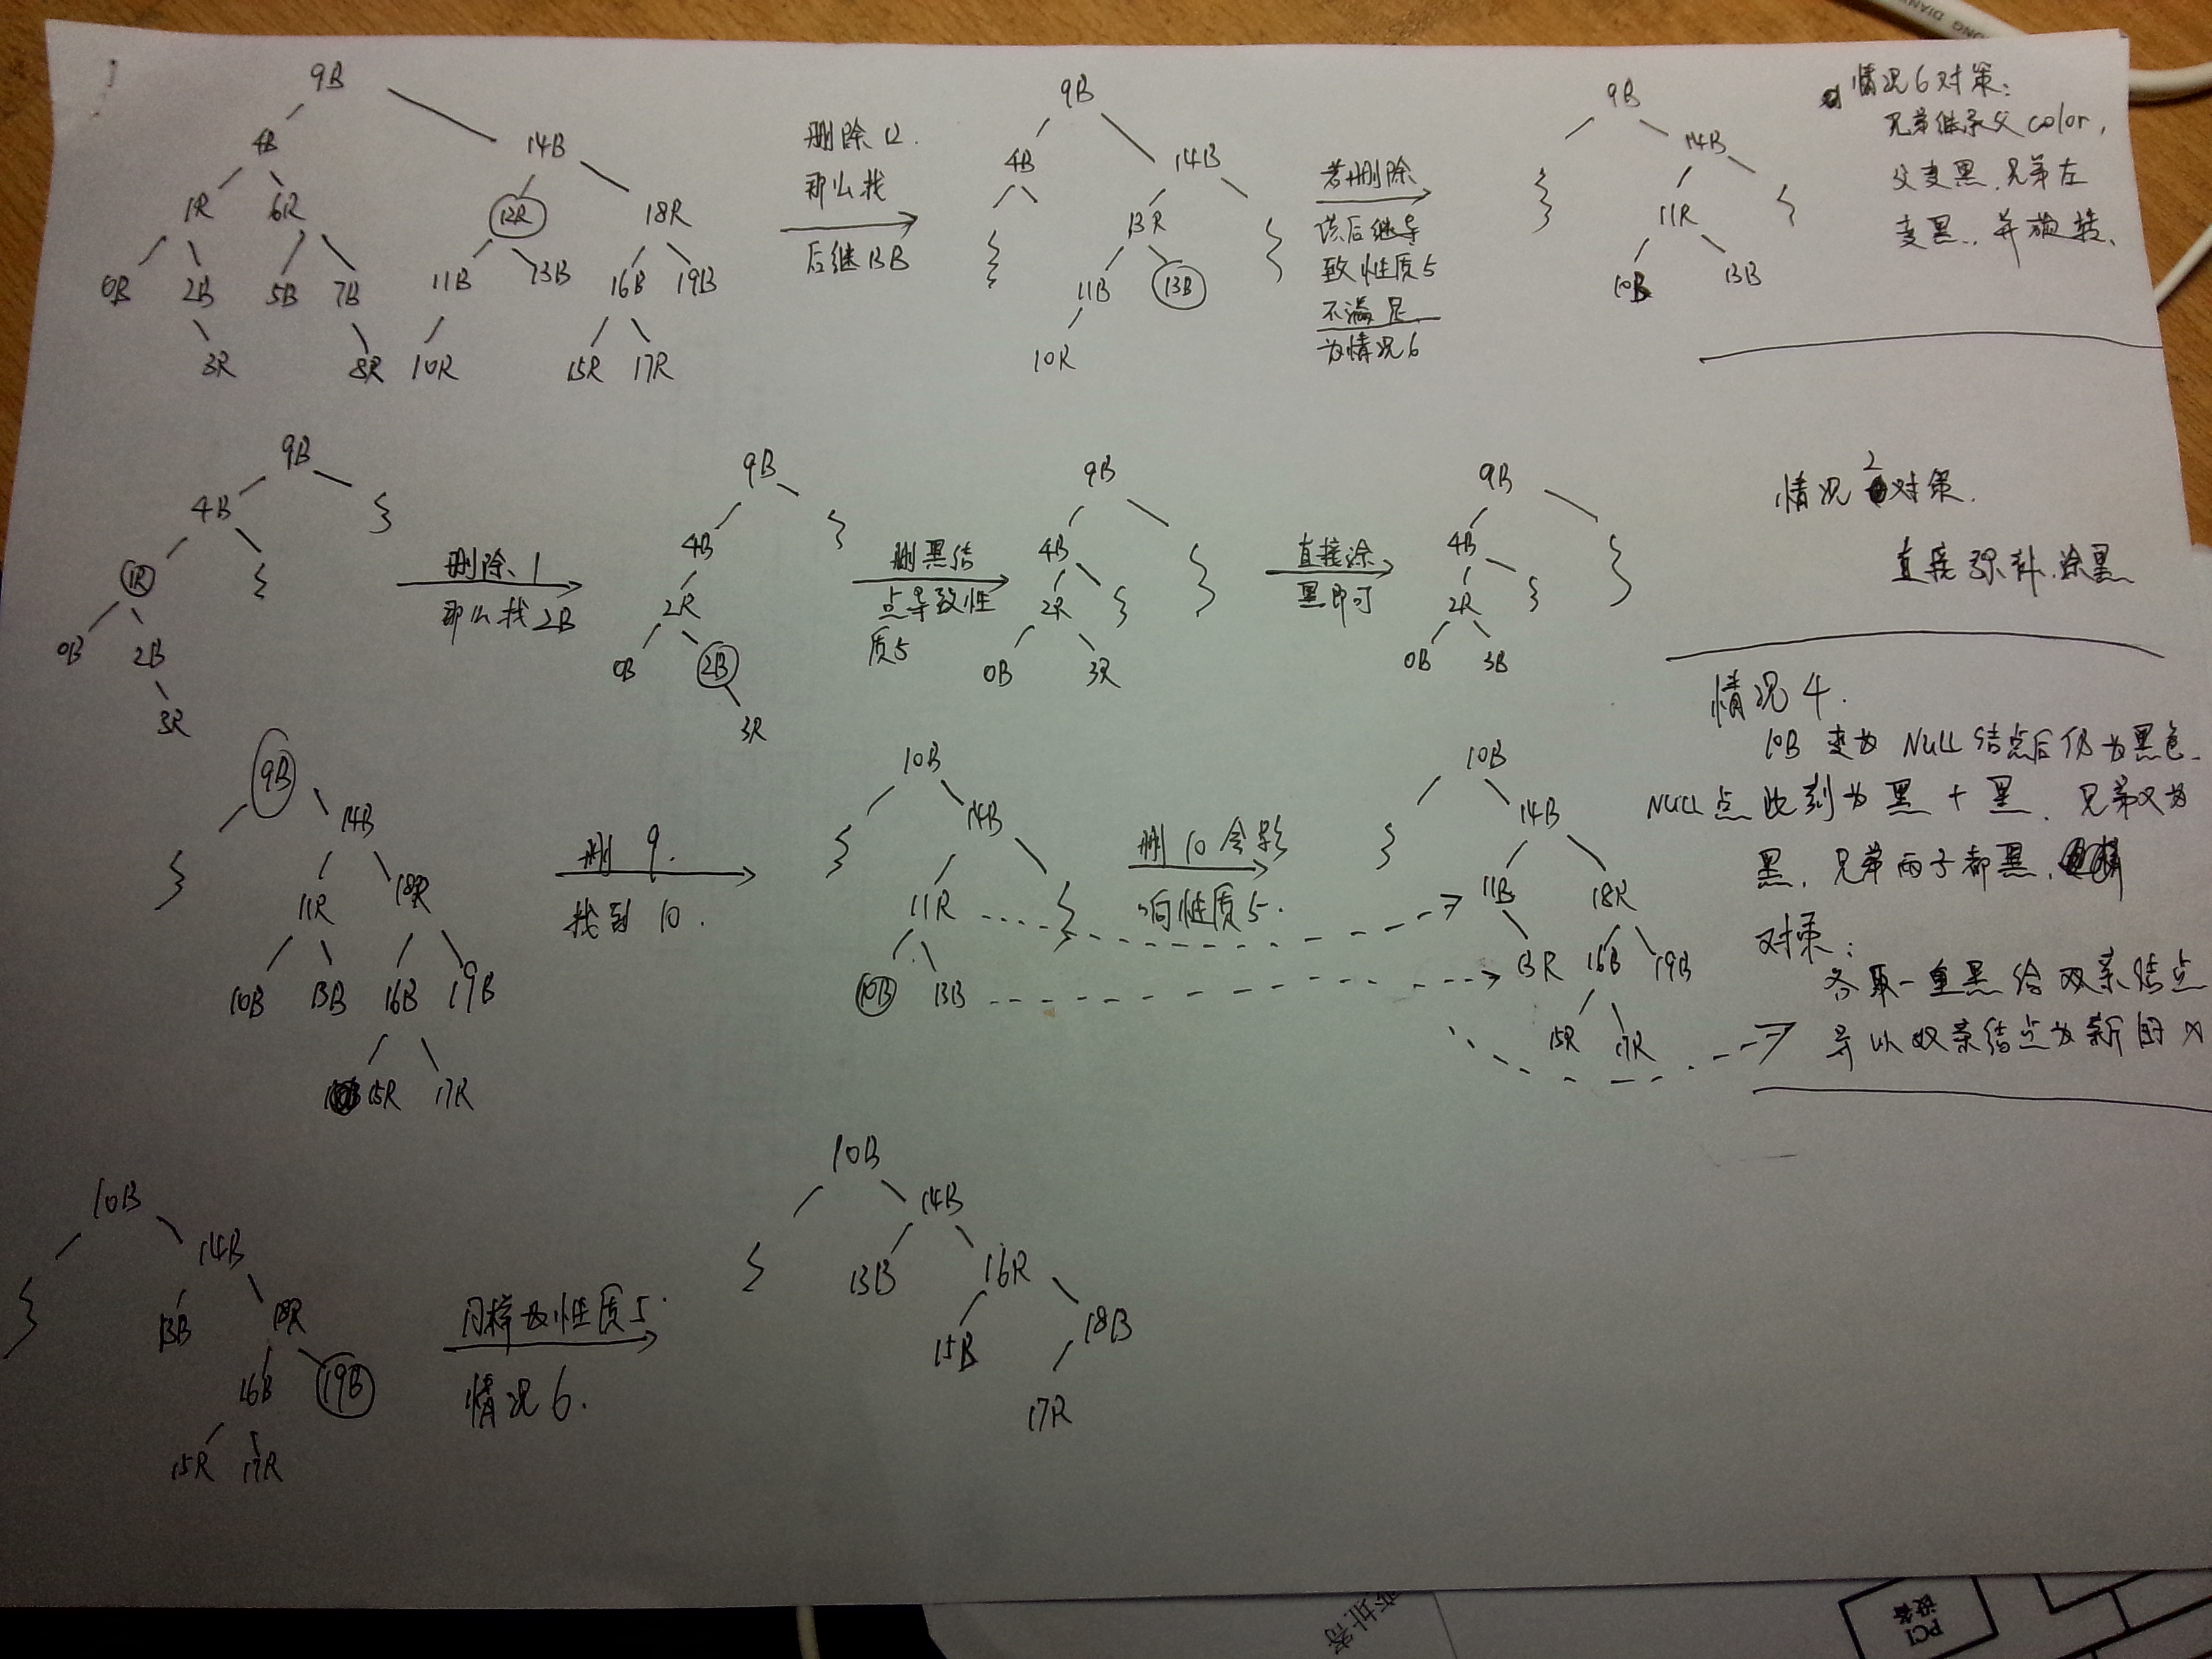 9B
4B 14B
1R 6R 12R 18R
0B 2B 5B 7B 11B 13B 16B 19B
3R 8R 10R 15R 17R
删除12.
那么找
后继13B
9B
4B 14B
13R
11B 13B
10R
若删除
该后继导
致性质5
不满足
为情况6
9B
14B
11R
10B 13B
情况6对策:
兄弟继承父color,
父变黑.兄弟左
变黑.,并旋转、
9B
4B
1R
0B 2B
3R
删除1
那么找2B
9B
4B
2R
0B 2B
3R
删黑结
点导致性
质5
9B
4B
2R
0B 3R
直接涂
黑即可
9B
4B
2R
0B 3B
情况2对策.
直接弥补.涂黑
9B
14B
11R 18R
10B 13B 16B 19B
15R 17R
删9.
找到10.
10B
14B
11R
10B 13B
删10会影
响性质5.
10B
14B
11B 18R
13R 16B 19B
15R 17R
情况4.
10B变为NULL结点后仍为黑色.
NULL点此刻为黑+黑.兄弟又为
黑,兄弟两子都黑.
对策:
各取一重黑给双亲结点
并以双亲结点为新的X
10B
14B
13B 18R
16B 19B
15R 17R
同样为性质5.
情况6.
10B
14B
13B 16R
15B 18B
17R
PCI
设备